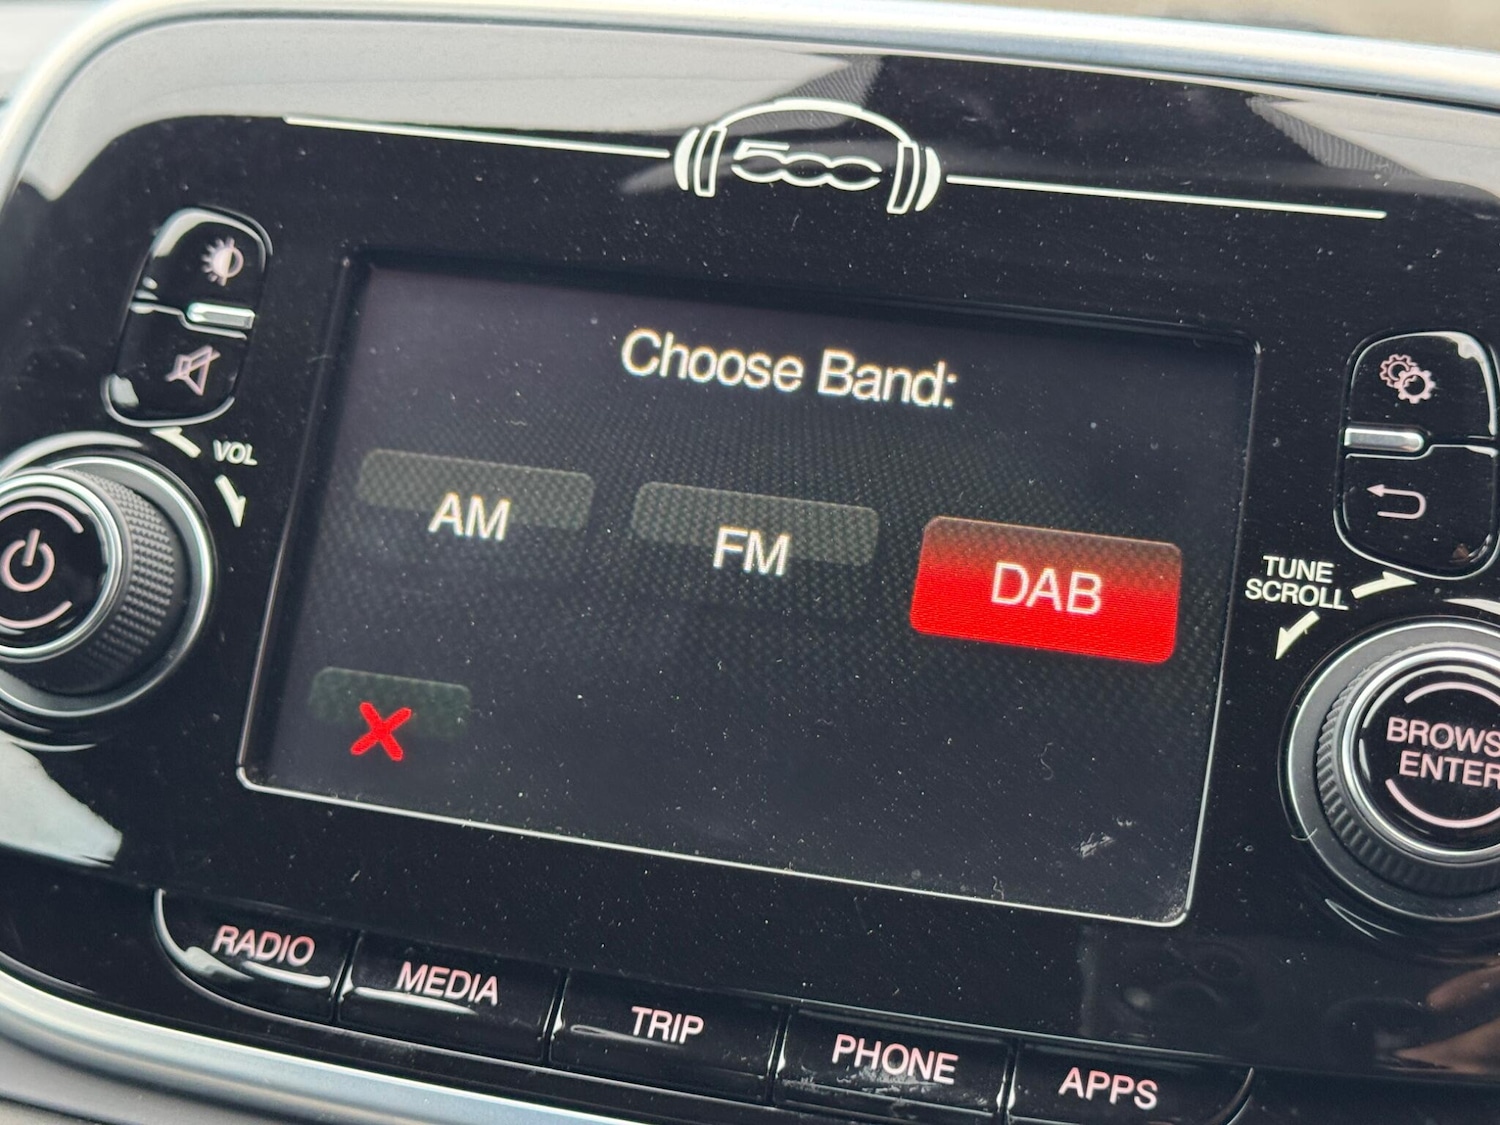 500
Choose Band:
VOL
AM
FM
DAB
TUNE
SCROLL
BROWS
ENTER
RADIO
MEDIA
TRIP
PHONE
APPS